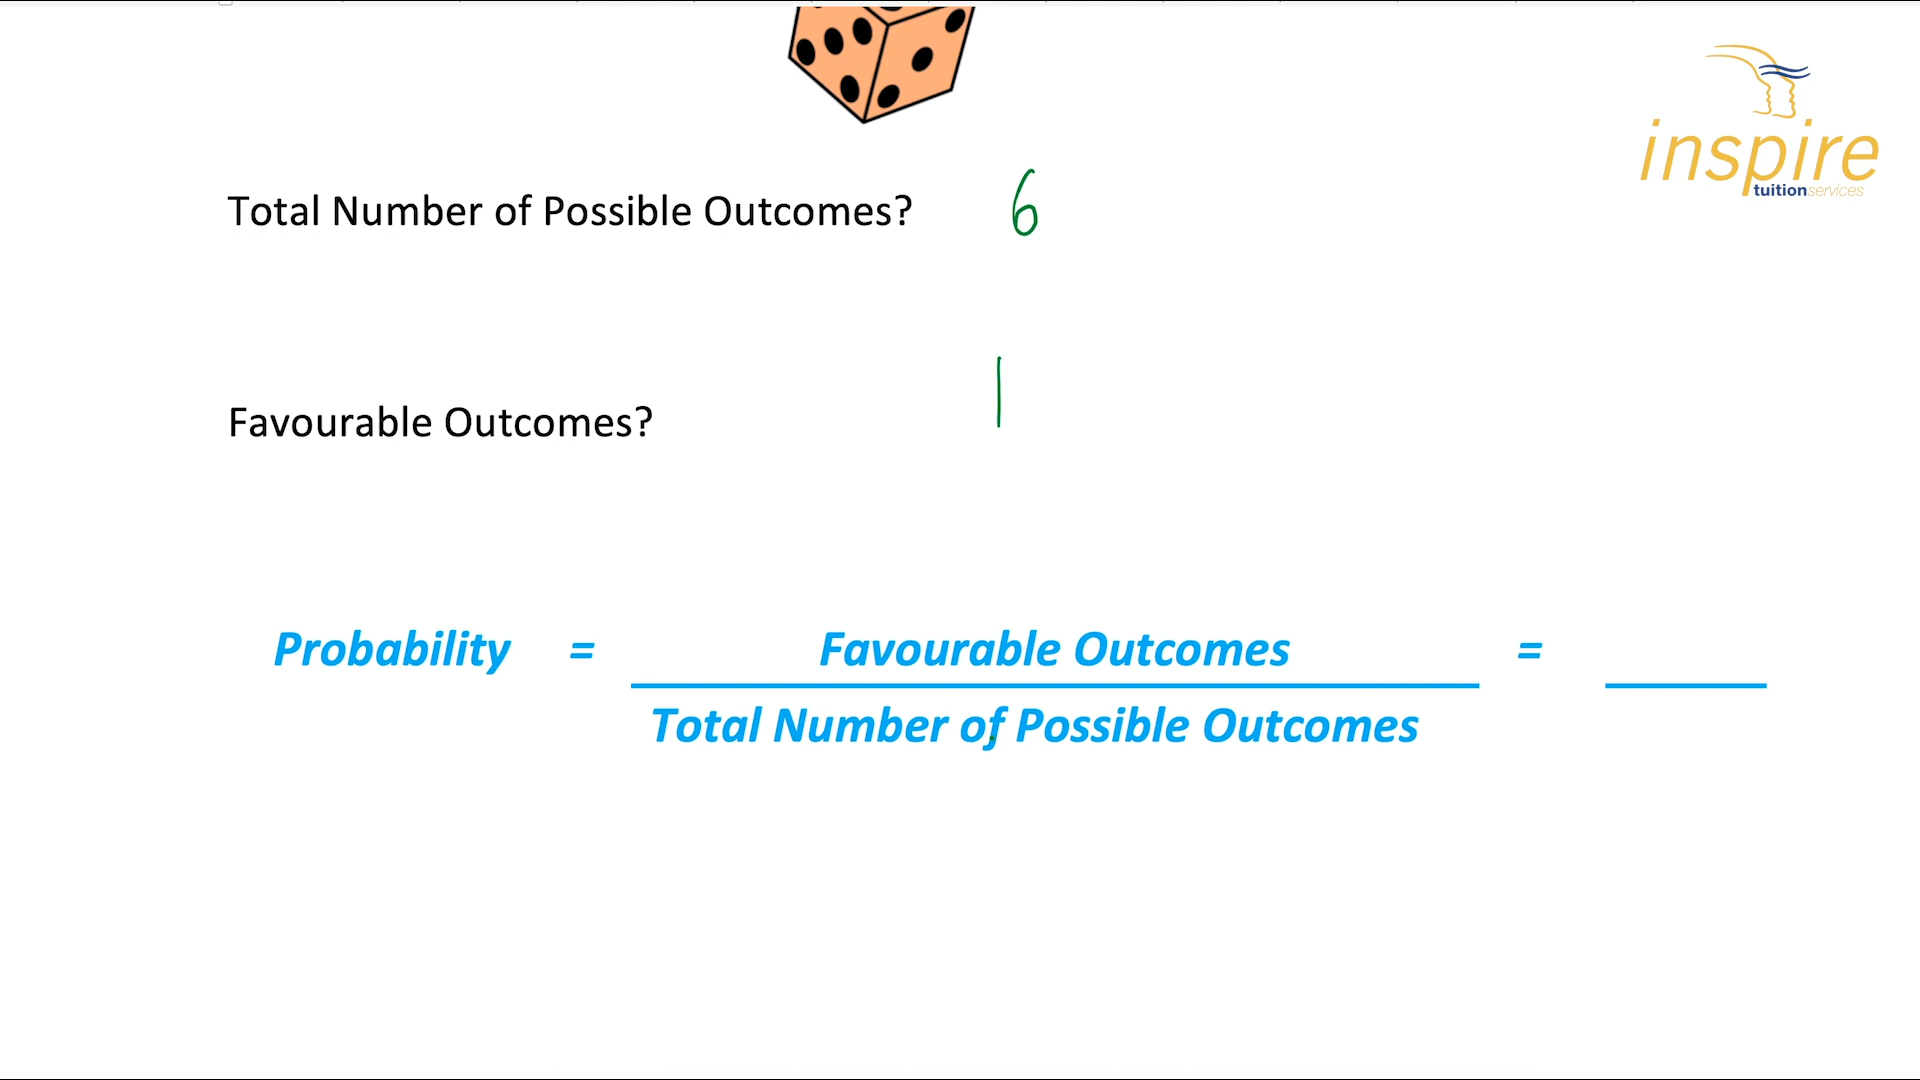 inspire
tuitionservices
Total Number of Possible Outcomes? 6
Favourable Outcomes? 1
Probability = Favourable Outcomes =
Total Number of Possible Outcomes